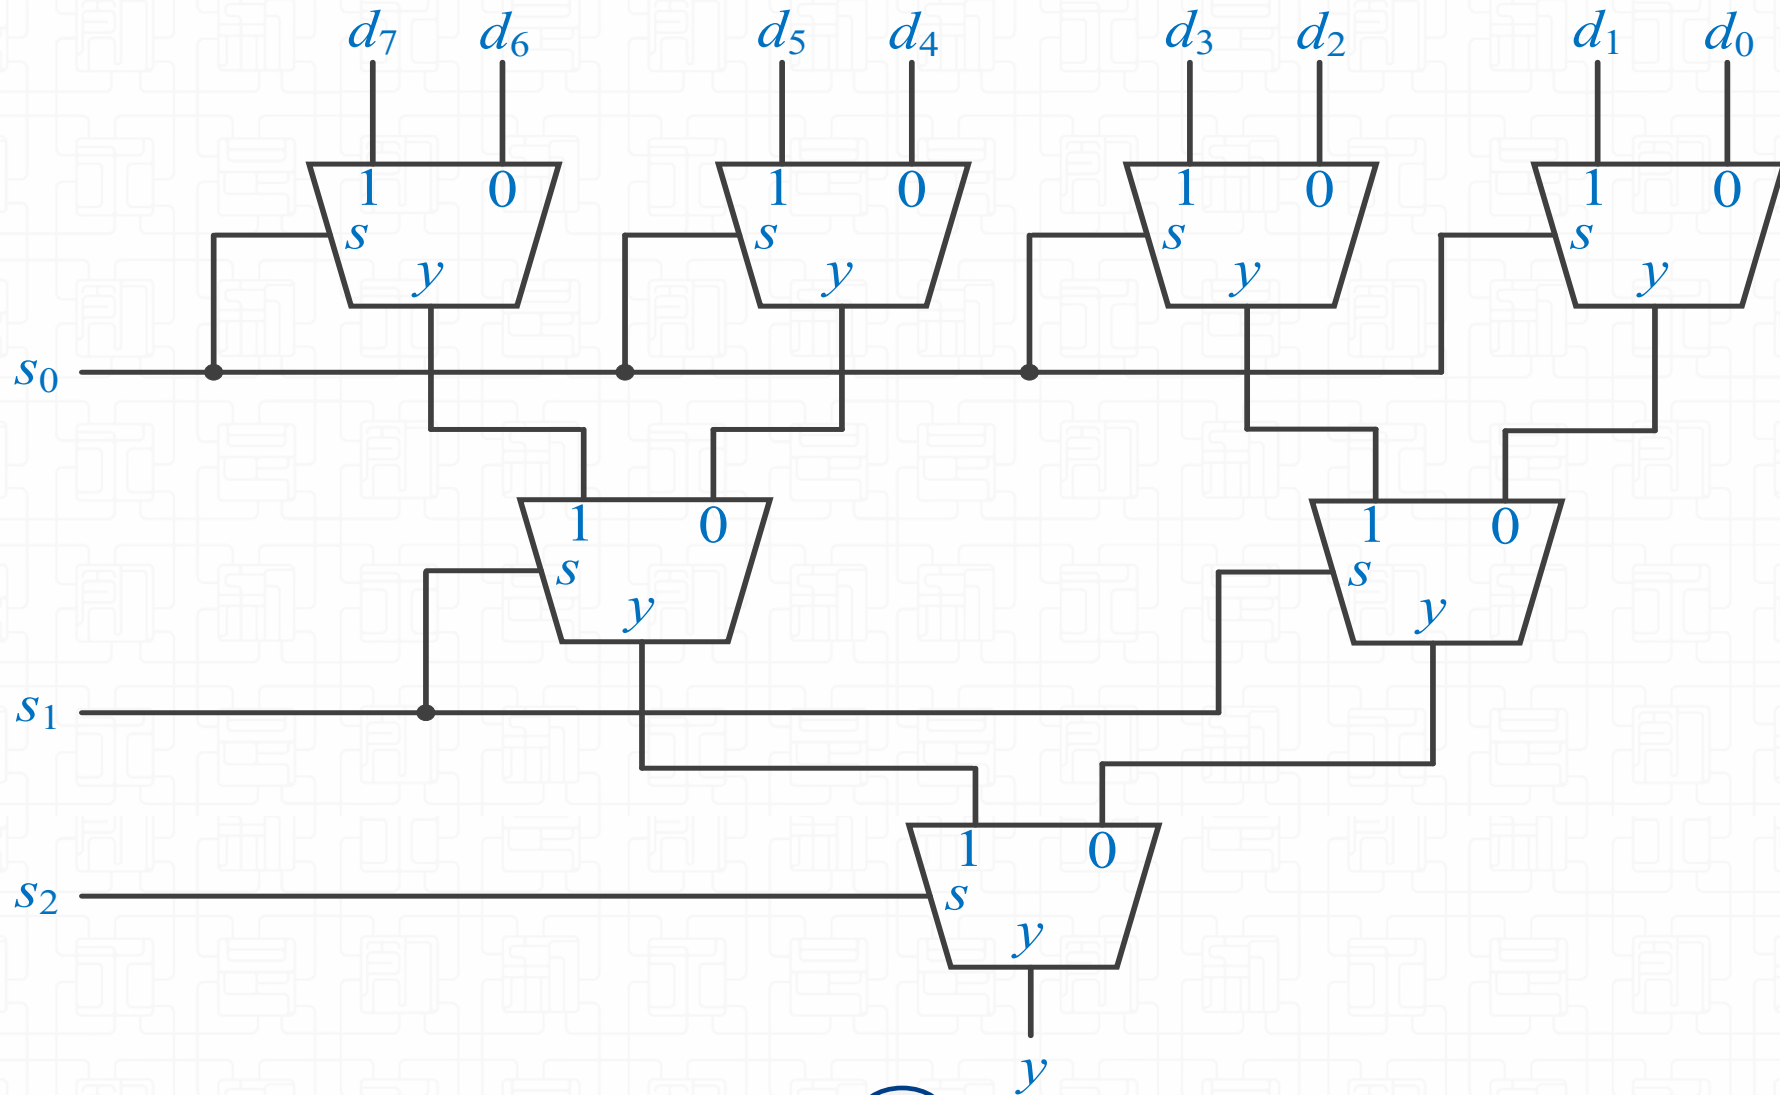 d₇ d₆ d₅ d₄ d₃ d₂ d₁ d₀
1 0 1 0 1 0 1 0
s s s s
y y y y
s₀
1 0 1 0
s s
y y
s₁
1 0
s₂ s
y
y